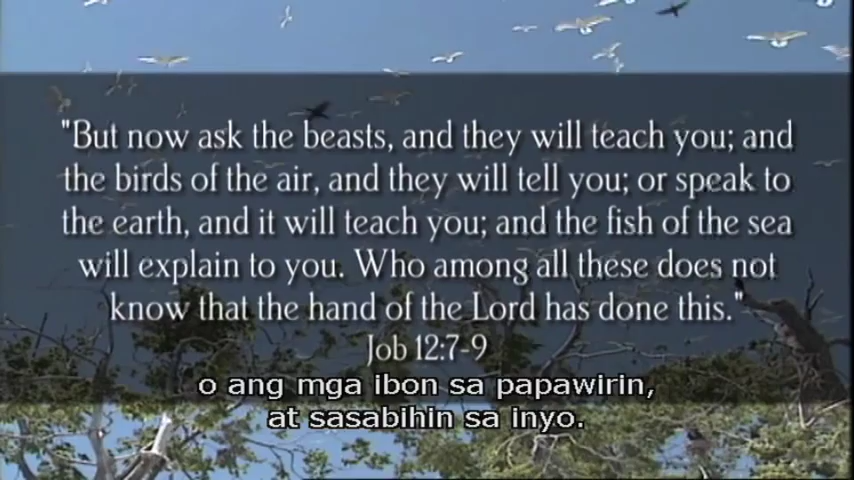 "But now ask the beasts, and they will teach you; and
the birds of the air, and they will tell you; or speak to
the earth, and it will teach you; and the fish of the sea
will explain to you. Who among all these does not
know that the hand of the Lord has done this."
Job 12:7-9
o ang mga ibon sa papawirin,
at sasabihin sa inyo.